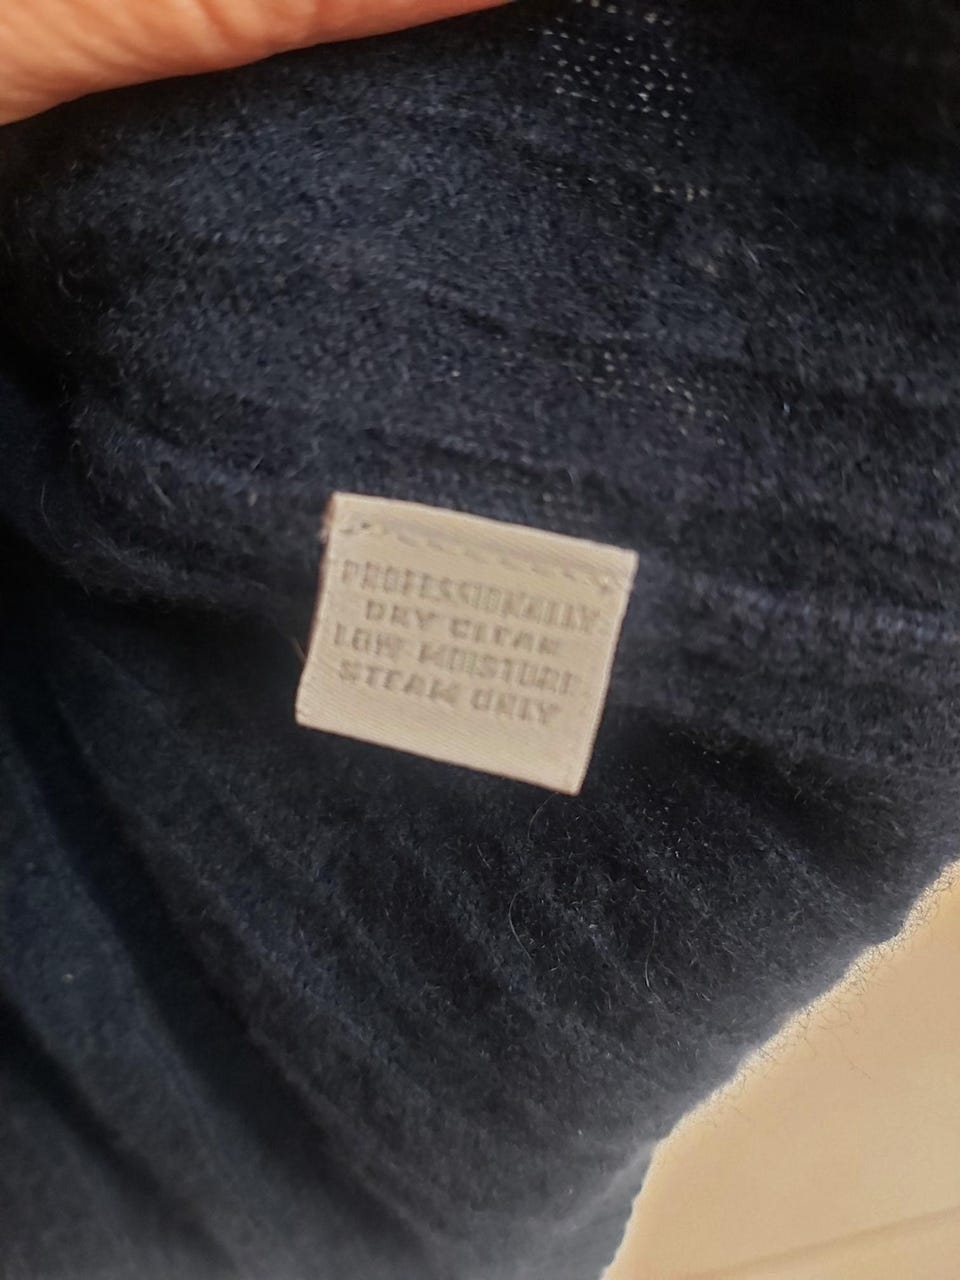 PROFESSIONALLY
DRY CLEAN
LOW MOISTURE
STEAM ONLY